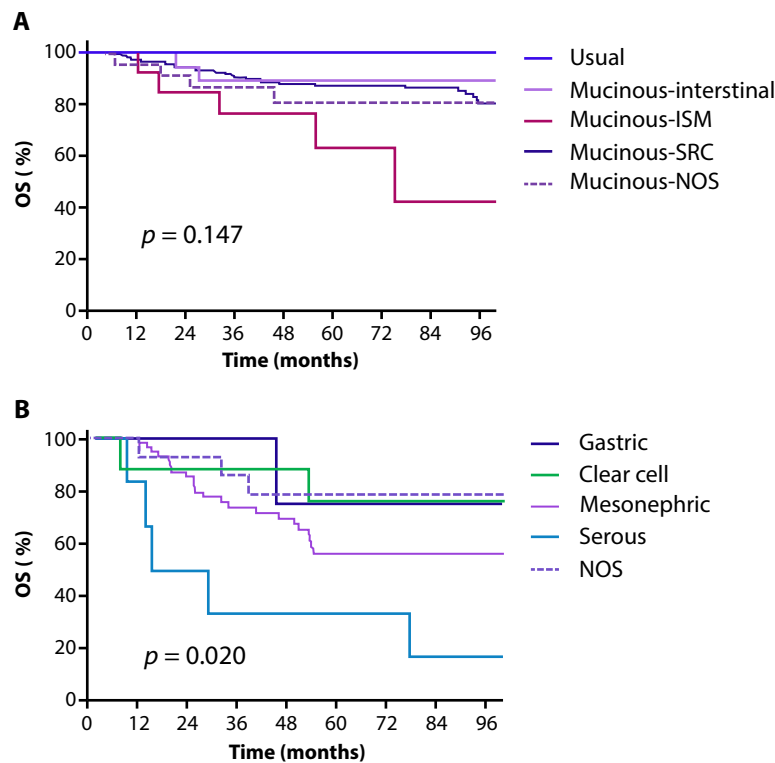 A
OS ( %)
100
80
60
40
20
0
p = 0.147
0 12 24 36 48 60 72 84 96
Time (months)
Usual
Mucinous-interstinal
Mucinous-ISM
Mucinous-SRC
Mucinous-NOS
B
OS ( %)
100
80
60
40
20
0
p = 0.020
0 12 24 36 48 60 72 84 96
Time (months)
Gastric
Clear cell
Mesonephric
Serous
NOS